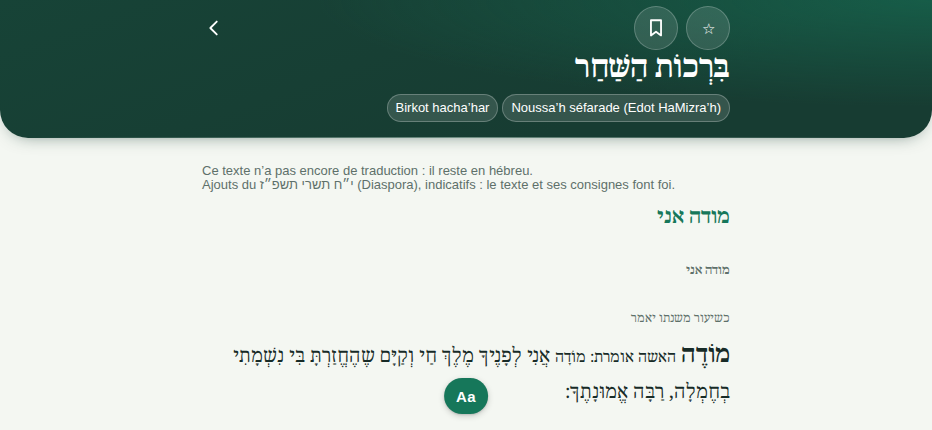 בִּרְכוֹת הַשַּׁחַר
Noussa'h séfarade (Edot HaMizra'h) Birkot hacha'har
Ce texte n'a pas encore de traduction : il reste en hébreu.
Ajouts du י״ח תשרי תשפ״ז (Diaspora), indicatifs : le texte et ses consignes font foi.
מודה אני
מודה אני
כשיעור משנתו יאמר
מוֹדֶה האשה אומרת: מוֹדָה אֲנִי לְפָנֶיךָ מֶלֶךְ חַי וְקַיָּם שֶׁהֶחֱזַרְתָּ בִּי נִשְׁמָתִי
בְחֶמְלָה, רַבָּה אֱמוּנָתֶךָ:
Aa